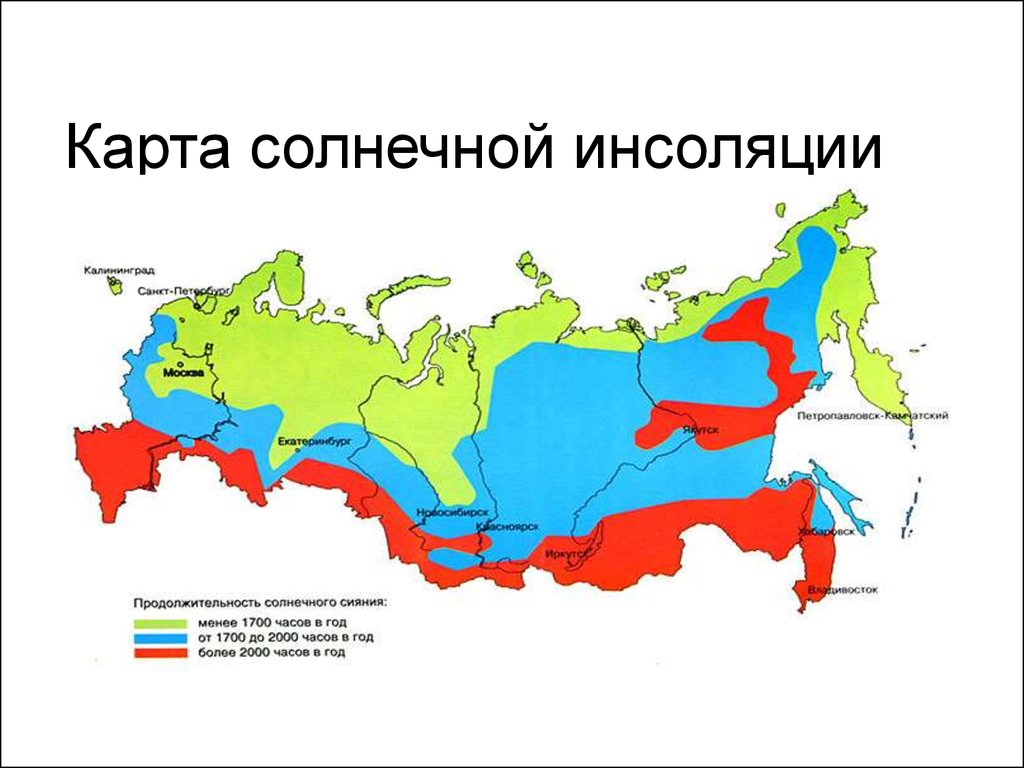 Карта солнечной инсоляции
Калининград
Санкт-Петербург
Москва
Петропавловск-Камчатский
Якутск
Екатеринбург
Новосибирск
Красноярск
Хабаровск
Иркутск
Владивосток
Продолжительность солнечного сияния:
менее 1700 часов в год
от 1700 до 2000 часов в год
более 2000 часов в год